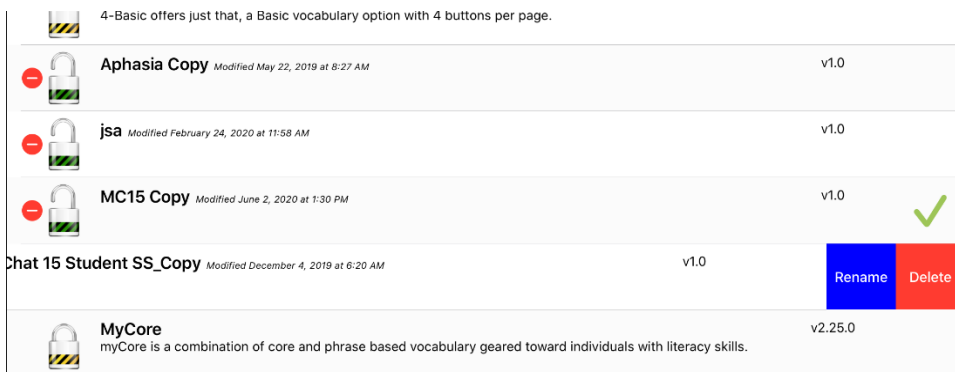 4-Basic offers just that, a Basic vocabulary option with 4 buttons per page.
Aphasia Copy Modified May 22, 2019 at 8:27 AM v1.0
jsa Modified February 24, 2020 at 11:58 AM v1.0
MC15 Copy Modified June 2, 2020 at 1:30 PM v1.0
Chat 15 Student SS_Copy Modified December 4, 2019 at 6:20 AM v1.0 Rename Delete
MyCore v2.25.0
myCore is a combination of core and phrase based vocabulary geared toward individuals with literacy skills.